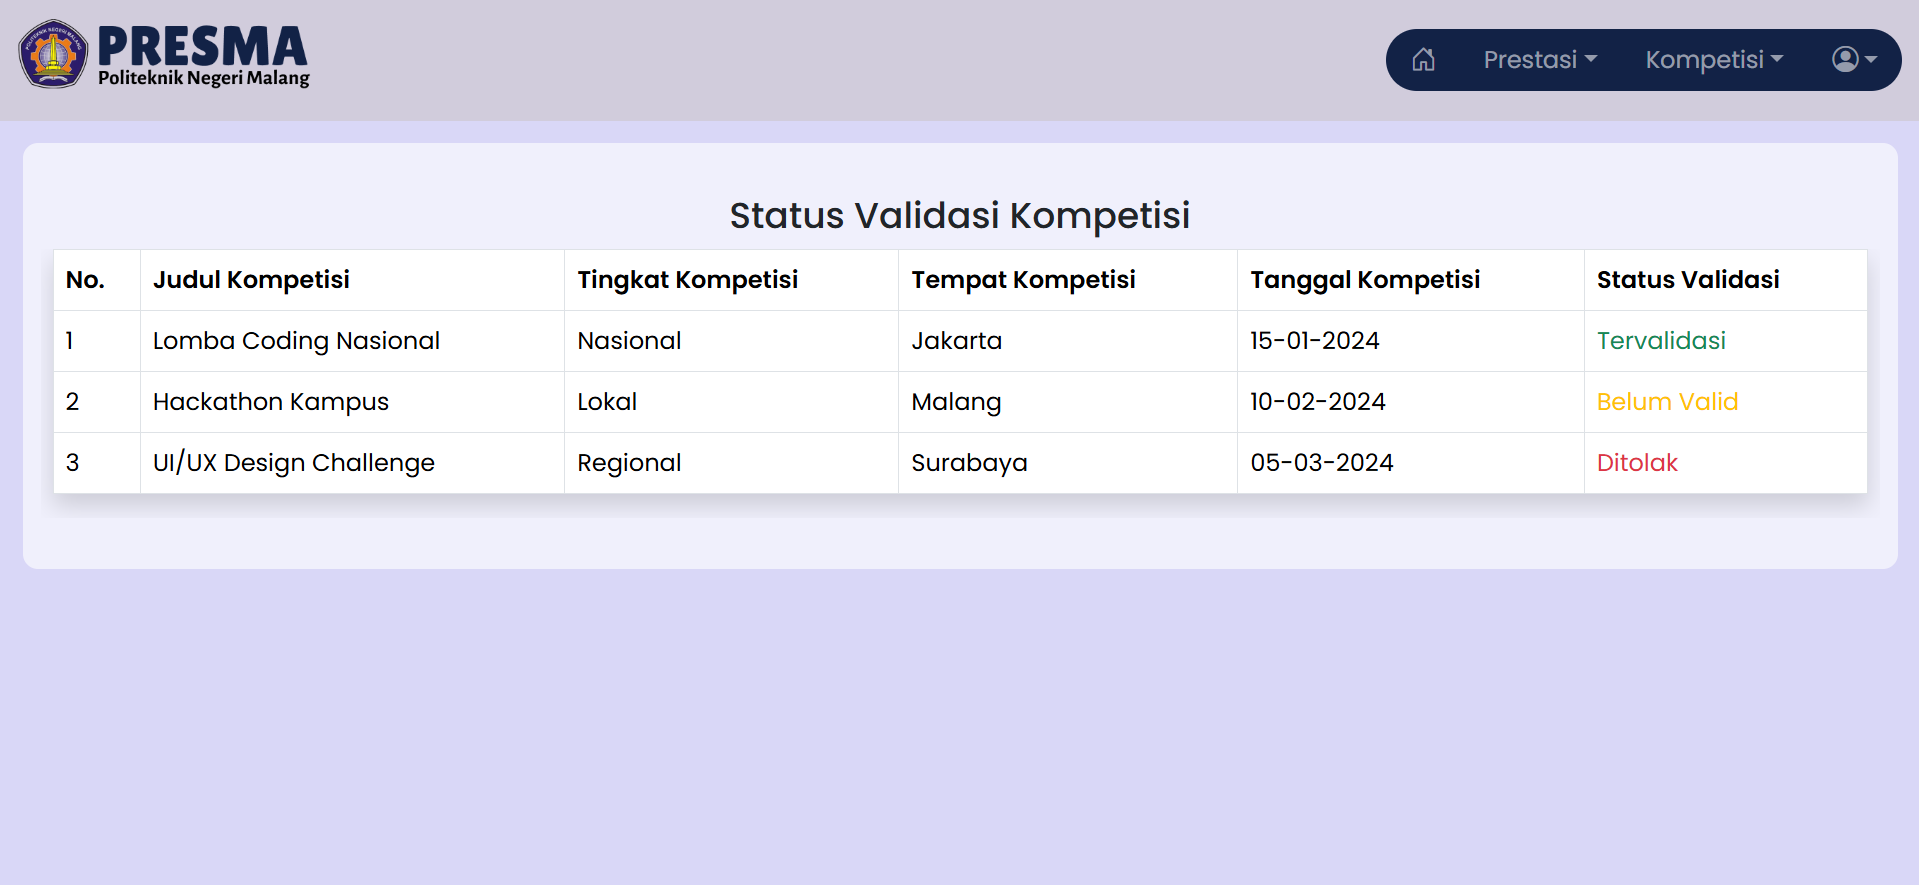 PRESMA
Politeknik Negeri Malang
Prestasi Kompetisi
Status Validasi Kompetisi
No. Judul Kompetisi Tingkat Kompetisi Tempat Kompetisi Tanggal Kompetisi Status Validasi
1 Lomba Coding Nasional Nasional Jakarta 15-01-2024 Tervalidasi
2 Hackathon Kampus Lokal Malang 10-02-2024 Belum Valid
3 UI/UX Design Challenge Regional Surabaya 05-03-2024 Ditolak